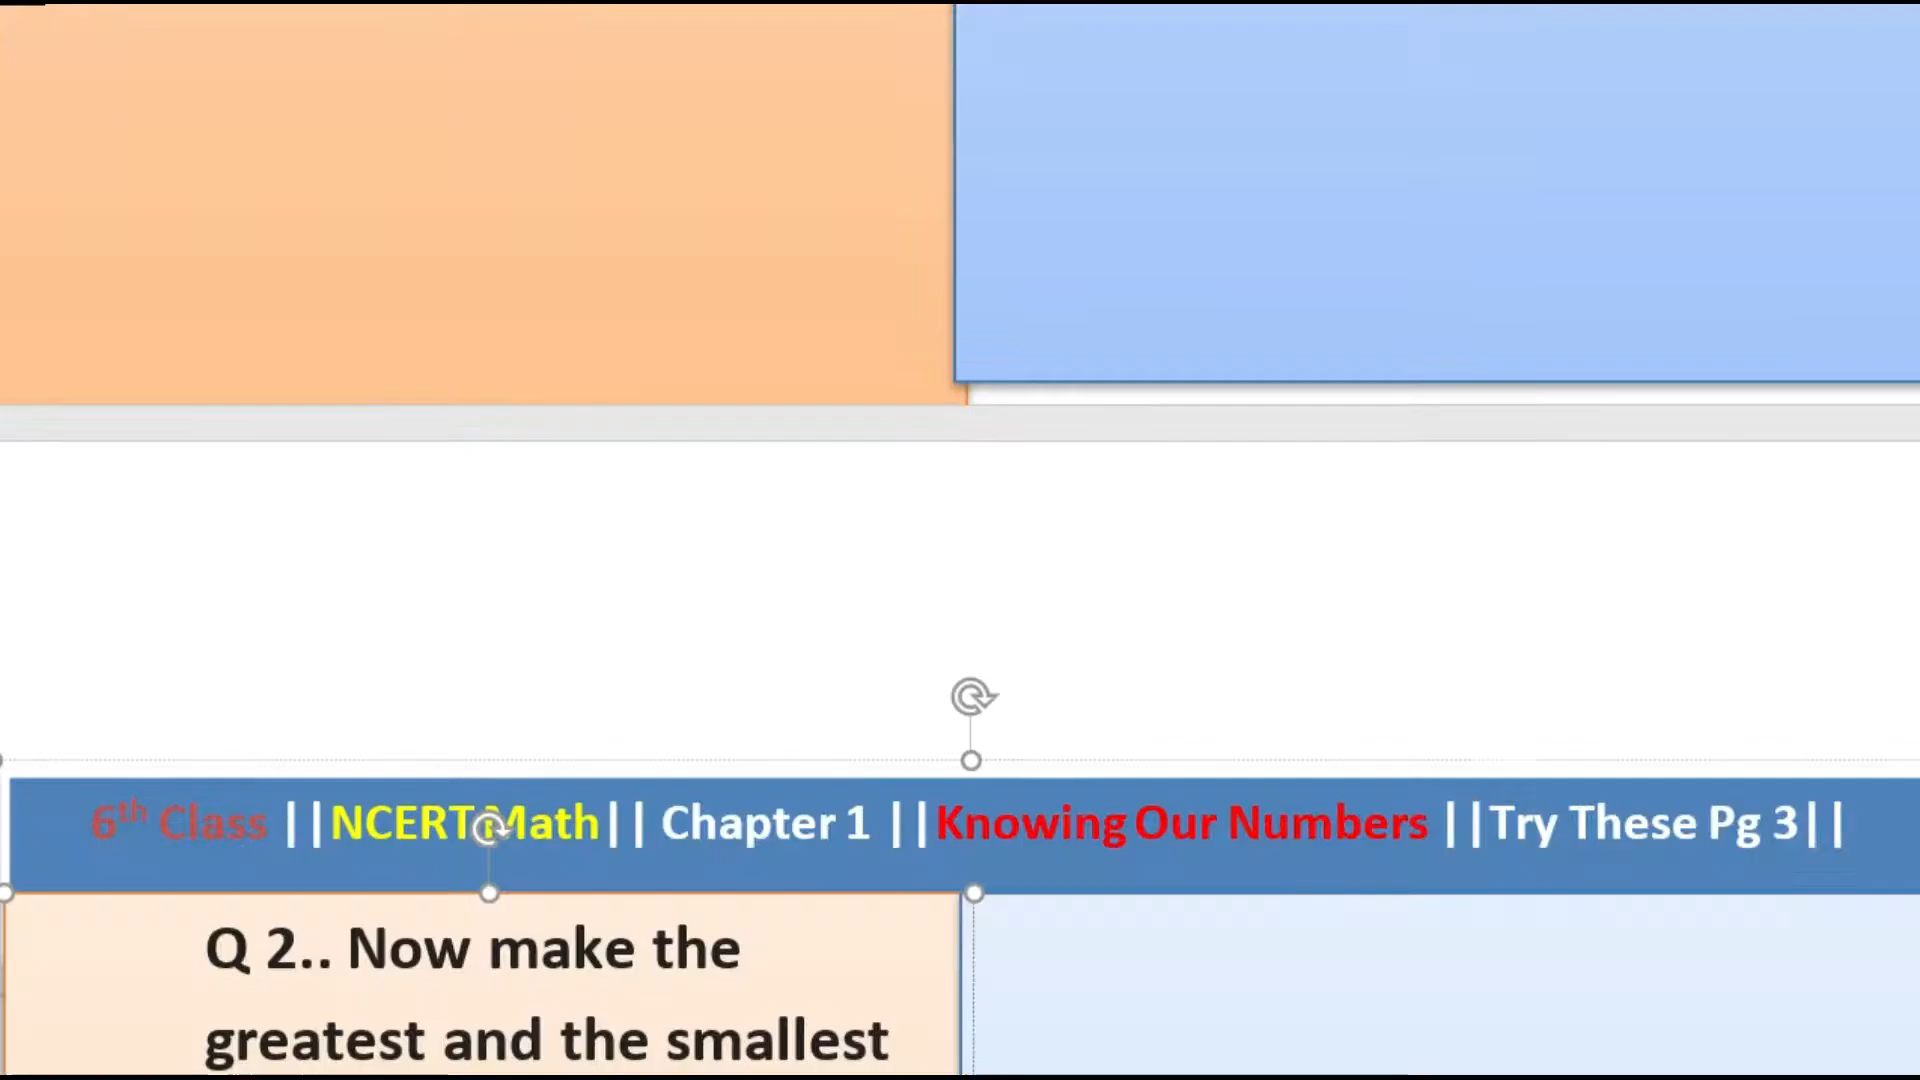 6th Class ||NCERT Math|| Chapter 1 ||Knowing Our Numbers ||Try These Pg 3||
Q 2.. Now make the
greatest and the smallest